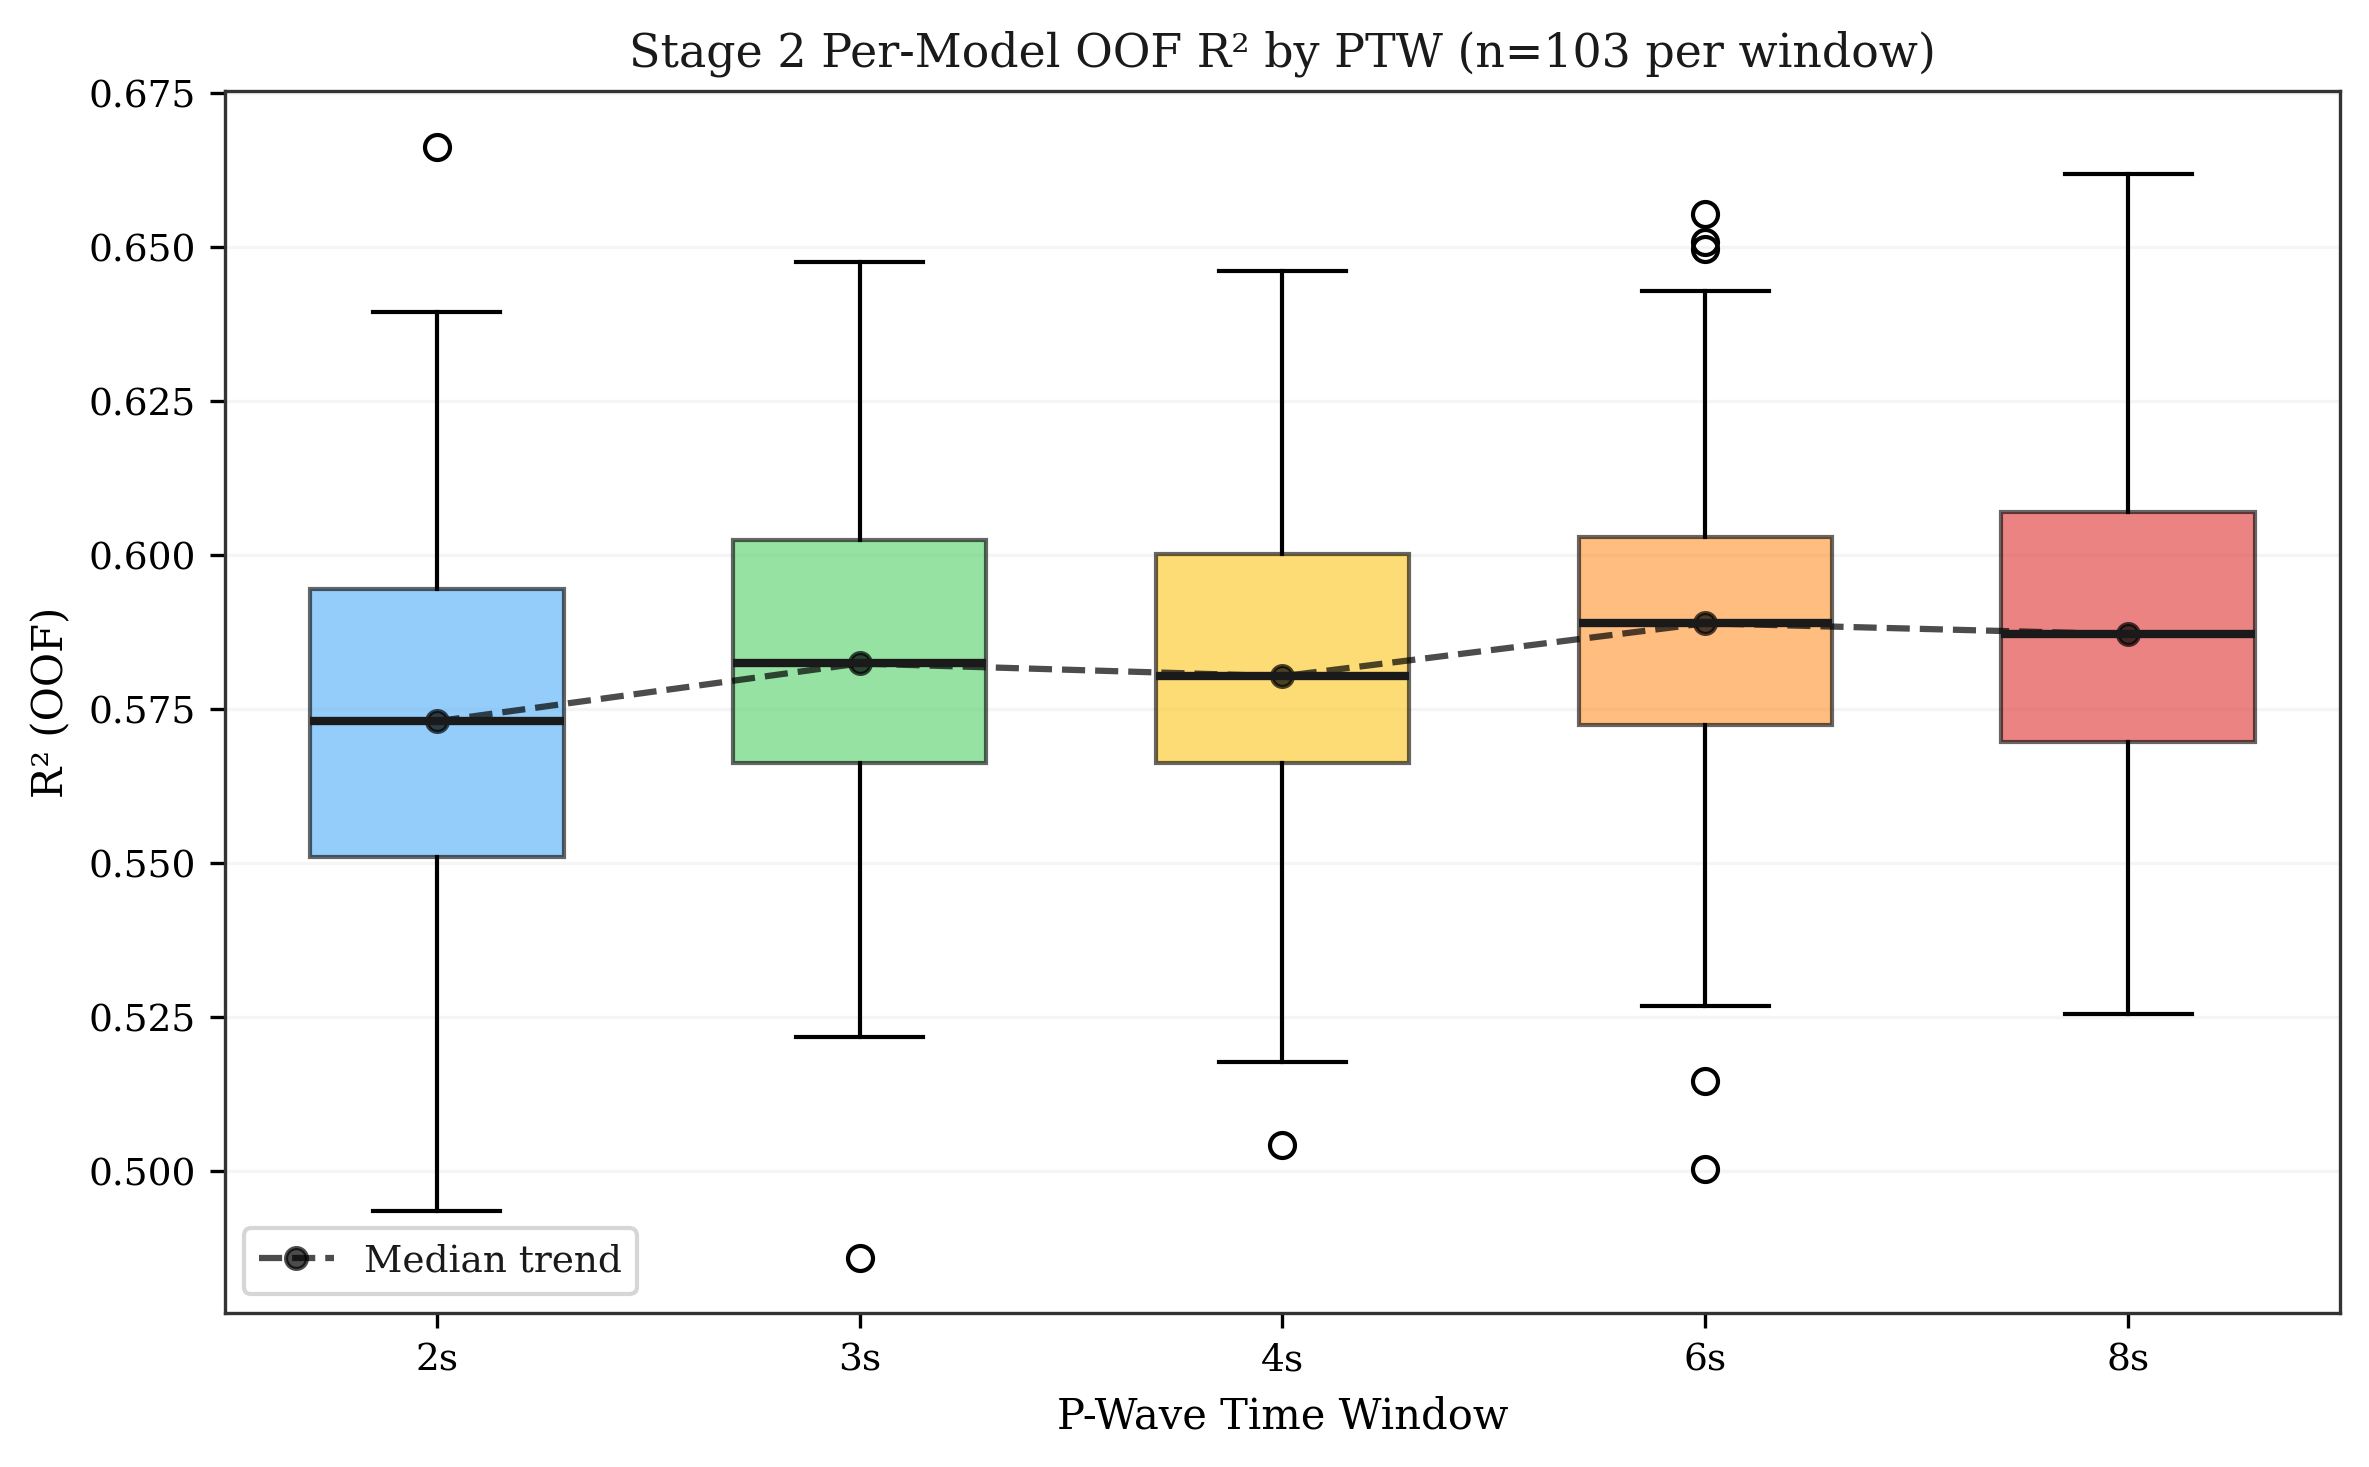 Stage 2 Per-Model OOF R² by PTW (n=103 per window)
0.675
0.650
0.625
0.600
0.575
0.550
0.525
0.500
R² (OOF)
Median trend
2s 3s 4s 6s 8s
P-Wave Time Window